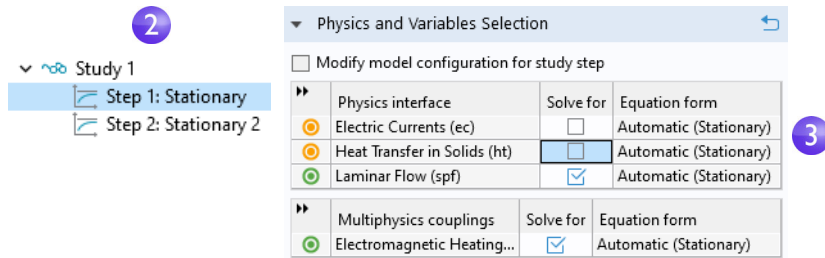 2
Study 1
Step 1: Stationary
Step 2: Stationary 2
Physics and Variables Selection
Modify model configuration for study step
Physics interface Solve for Equation form
Electric Currents (ec) Automatic (Stationary)
Heat Transfer in Solids (ht) Automatic (Stationary)
Laminar Flow (spf) Automatic (Stationary)
3
Multiphysics couplings Solve for Equation form
Electromagnetic Heating... Automatic (Stationary)